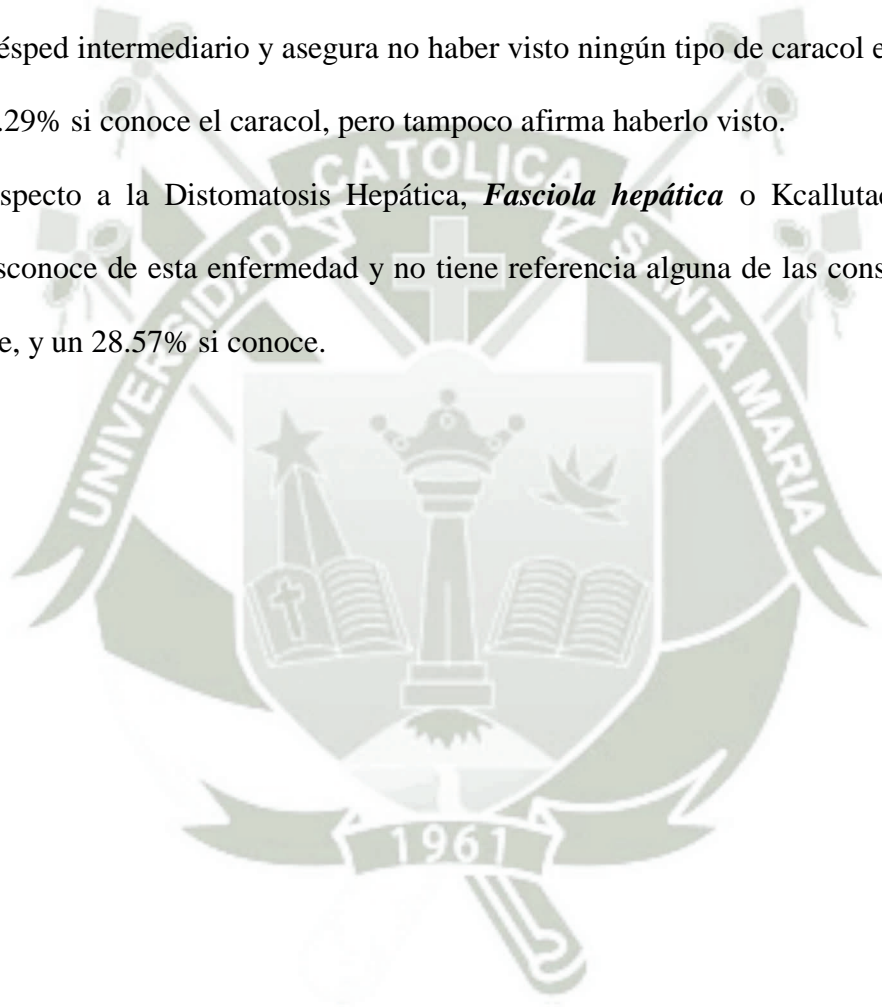 ésped intermediario y asegura no haber visto ningún tipo de caracol e
.29% si conoce el caracol, pero tampoco afirma haberlo visto.
specto a la Distomatosis Hepática, Fasciola hepática o Kcalluta
sconoce de esta enfermedad y no tiene referencia alguna de las cons
e, y un 28.57% si conoce.
UNIVERSIDAD CATOLICA SANTA MARIA
1961